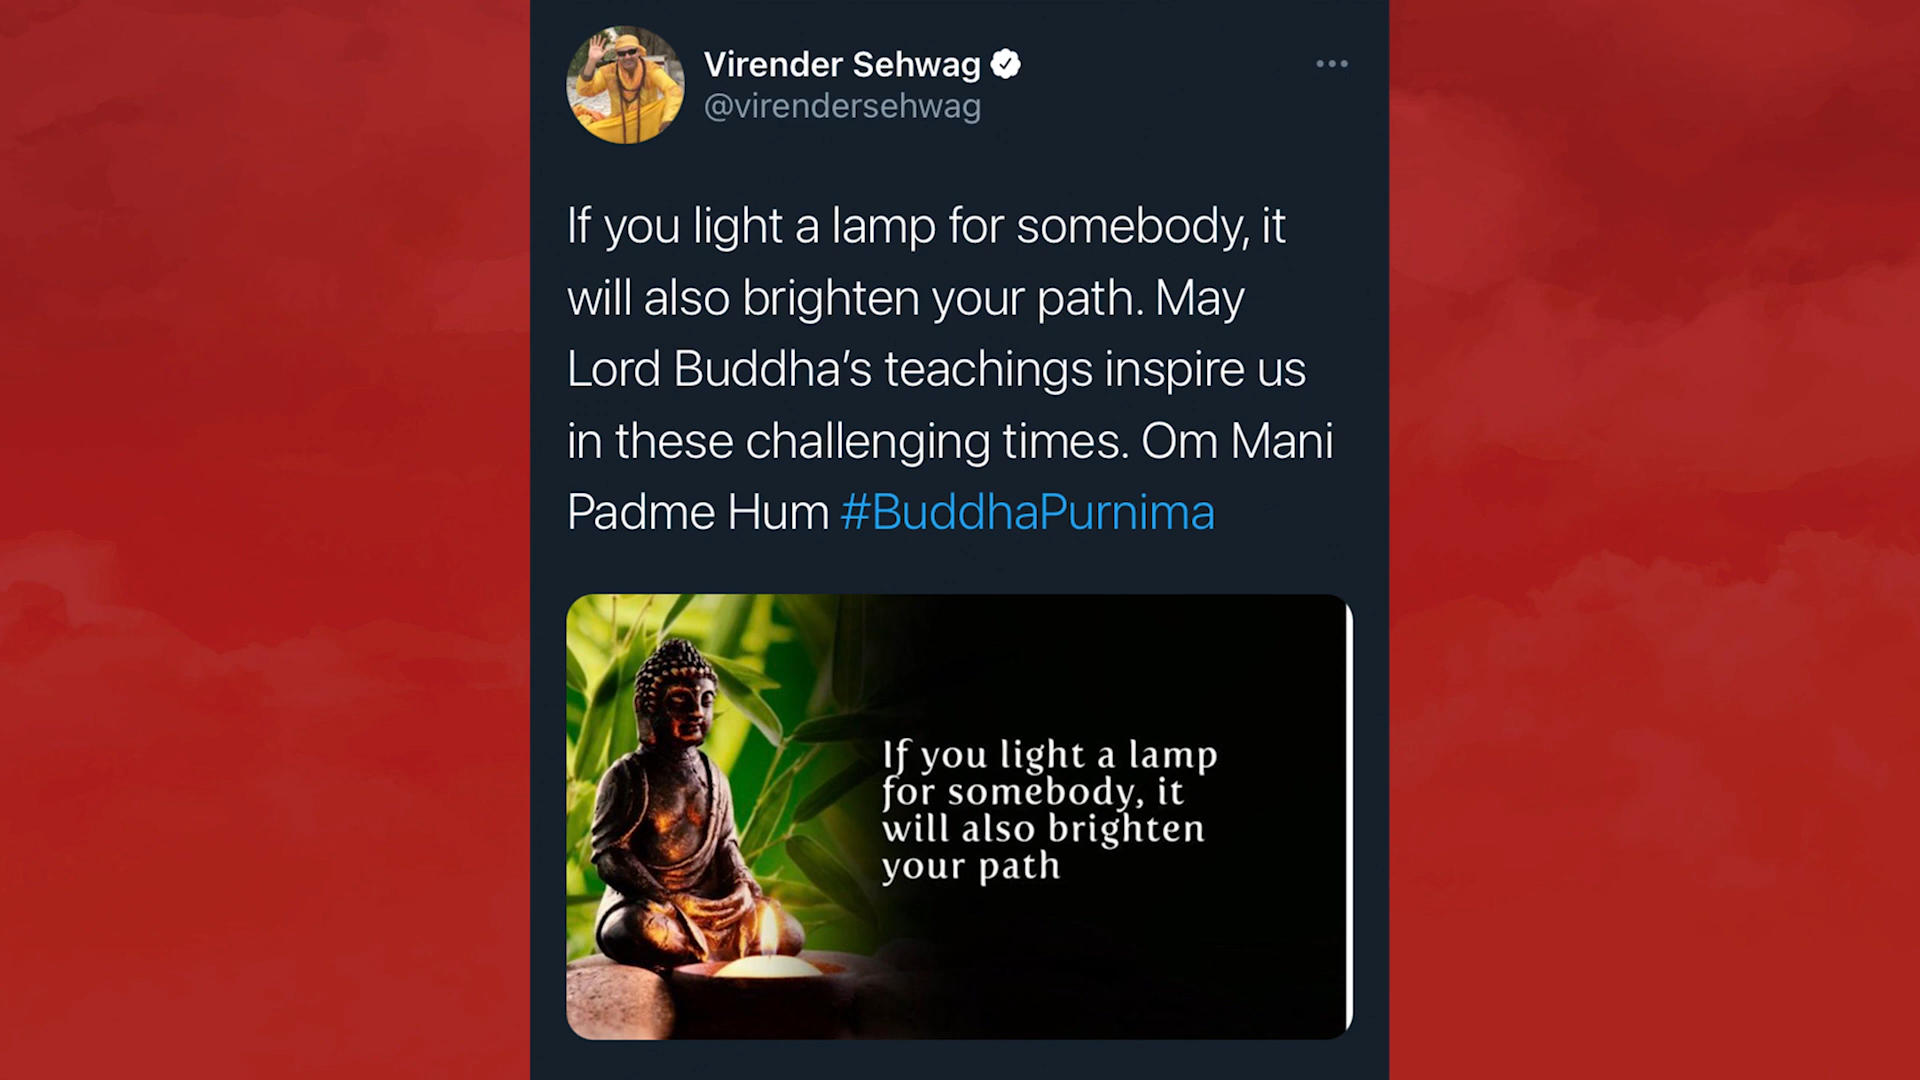 Virender Sehwag
@virendersehwag
If you light a lamp for somebody, it
will also brighten your path. May
Lord Buddha's teachings inspire us
in these challenging times. Om Mani
Padme Hum #BuddhaPurnima
If you light a lamp
for somebody, it
will also brighten
your path